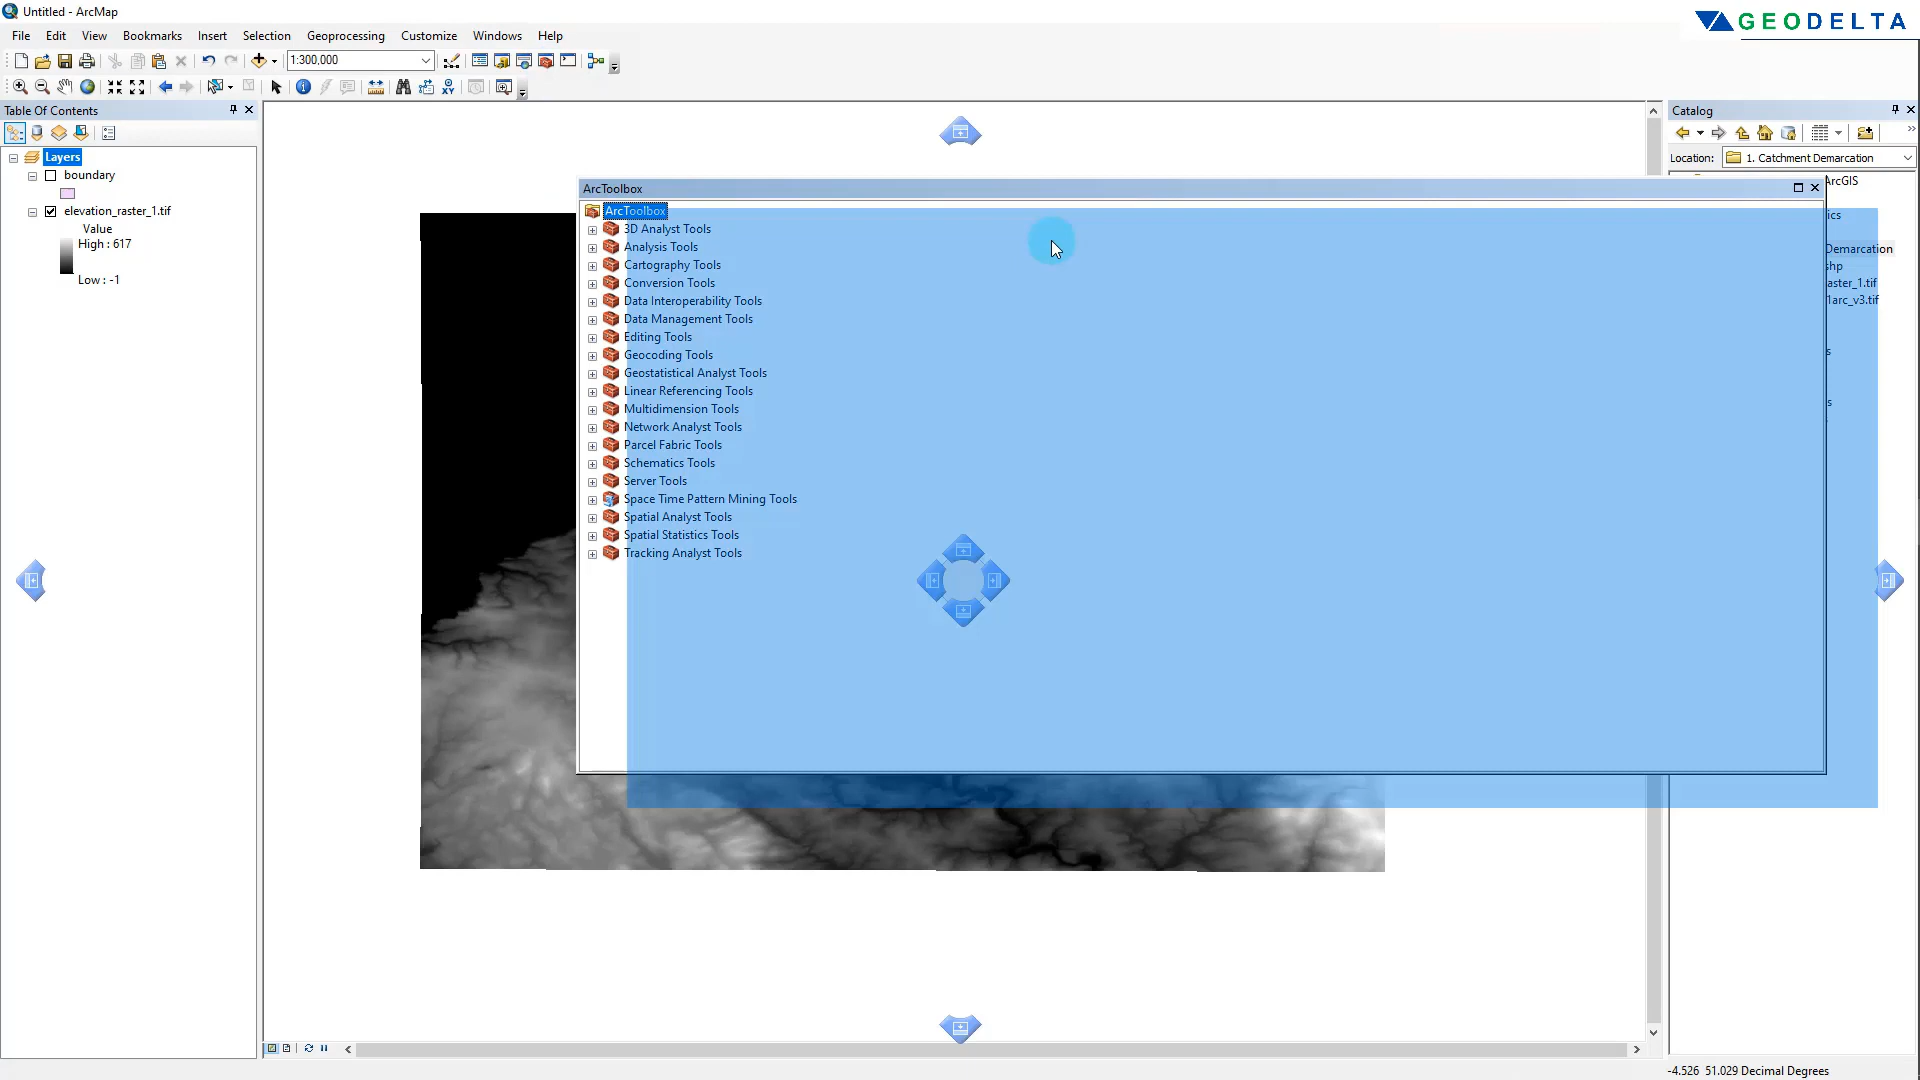 Untitled - ArcMap
GEODELTA
File Edit View Bookmarks Insert Selection Geoprocessing Customize Windows Help
1:300,000
Table Of Contents
Layers
boundary
elevation_raster_1.tif
Value
High : 617
Low : -1
ArcToolbox
ArcToolbox
3D Analyst Tools
Analysis Tools
Cartography Tools
Conversion Tools
Data Interoperability Tools
Data Management Tools
Editing Tools
Geocoding Tools
Geostatistical Analyst Tools
Linear Referencing Tools
Multidimension Tools
Network Analyst Tools
Parcel Fabric Tools
Schematics Tools
Server Tools
Space Time Pattern Mining Tools
Spatial Analyst Tools
Spatial Statistics Tools
Tracking Analyst Tools
Catalog
Location: 1. Catchment Demarcation
ArcGIS
ics
Demarcation
shp
aster_1.tif
1arc_v3.tif
s
s
-4.526 51.029 Decimal Degrees